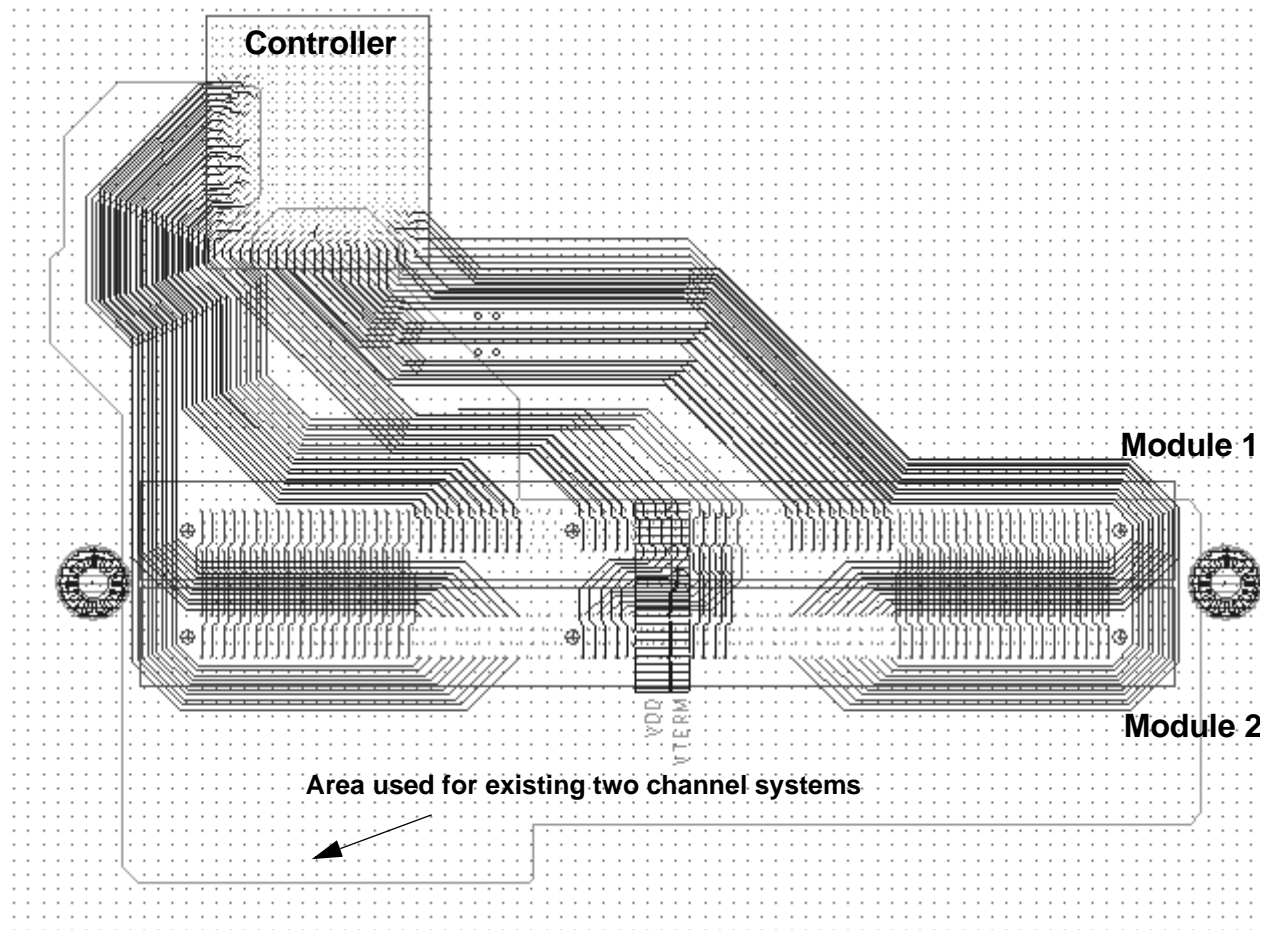 Controller
Module 1
VDD
VTERM
Module 2
Area used for existing two channel systems